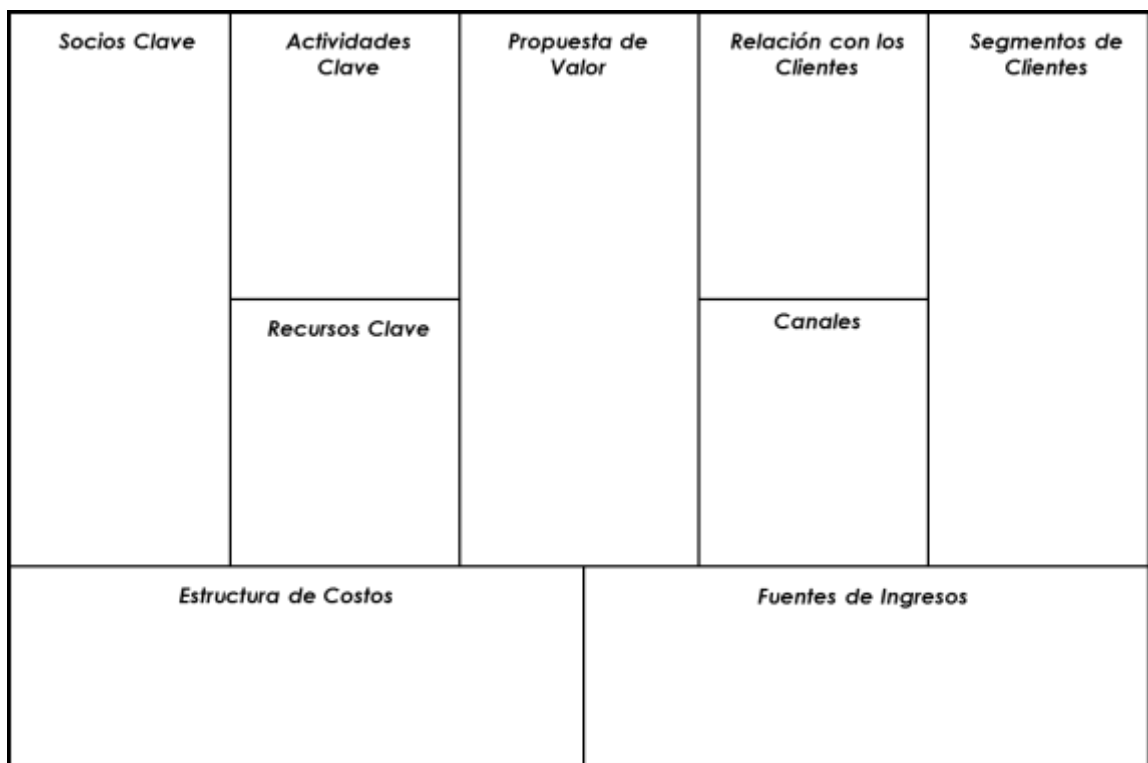 Socios Clave
Actividades
Clave
Propuesta de
Valor
Relación con los
Clientes
Segmentos de
Clientes
Recursos Clave
Canales
Estructura de Costos
Fuentes de Ingresos